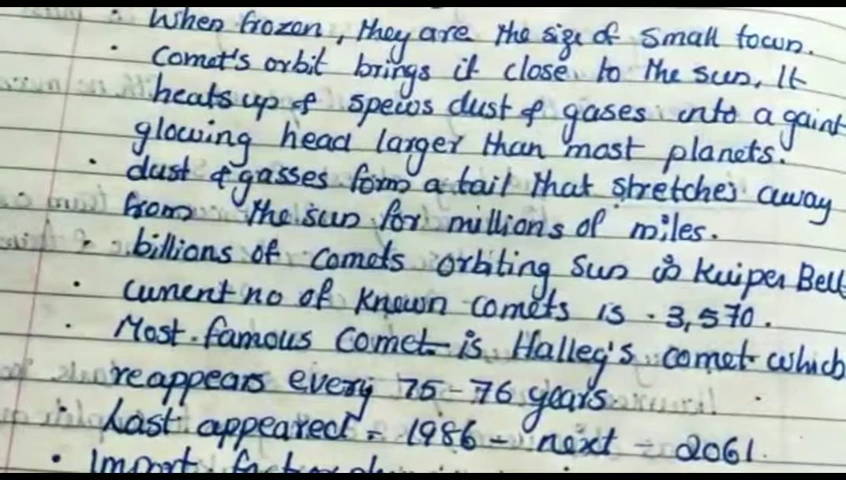 • When frozen, they are the size of small town.
• Comet's orbit brings it close to the sun. It
heats up & spews dust & gases into a gaint
glowing head larger than most planets.
• dust & gasses form a tail that stretches away
from the sun for millions of miles.
• billions of comets orbiting Sun in Kuiper Belt
• current no of known comets is . 3,570.
• Most famous comet is Halley's comet which
reappears every 75-76 years
• Last appeared - 1986 - next - 2061.
• Import.